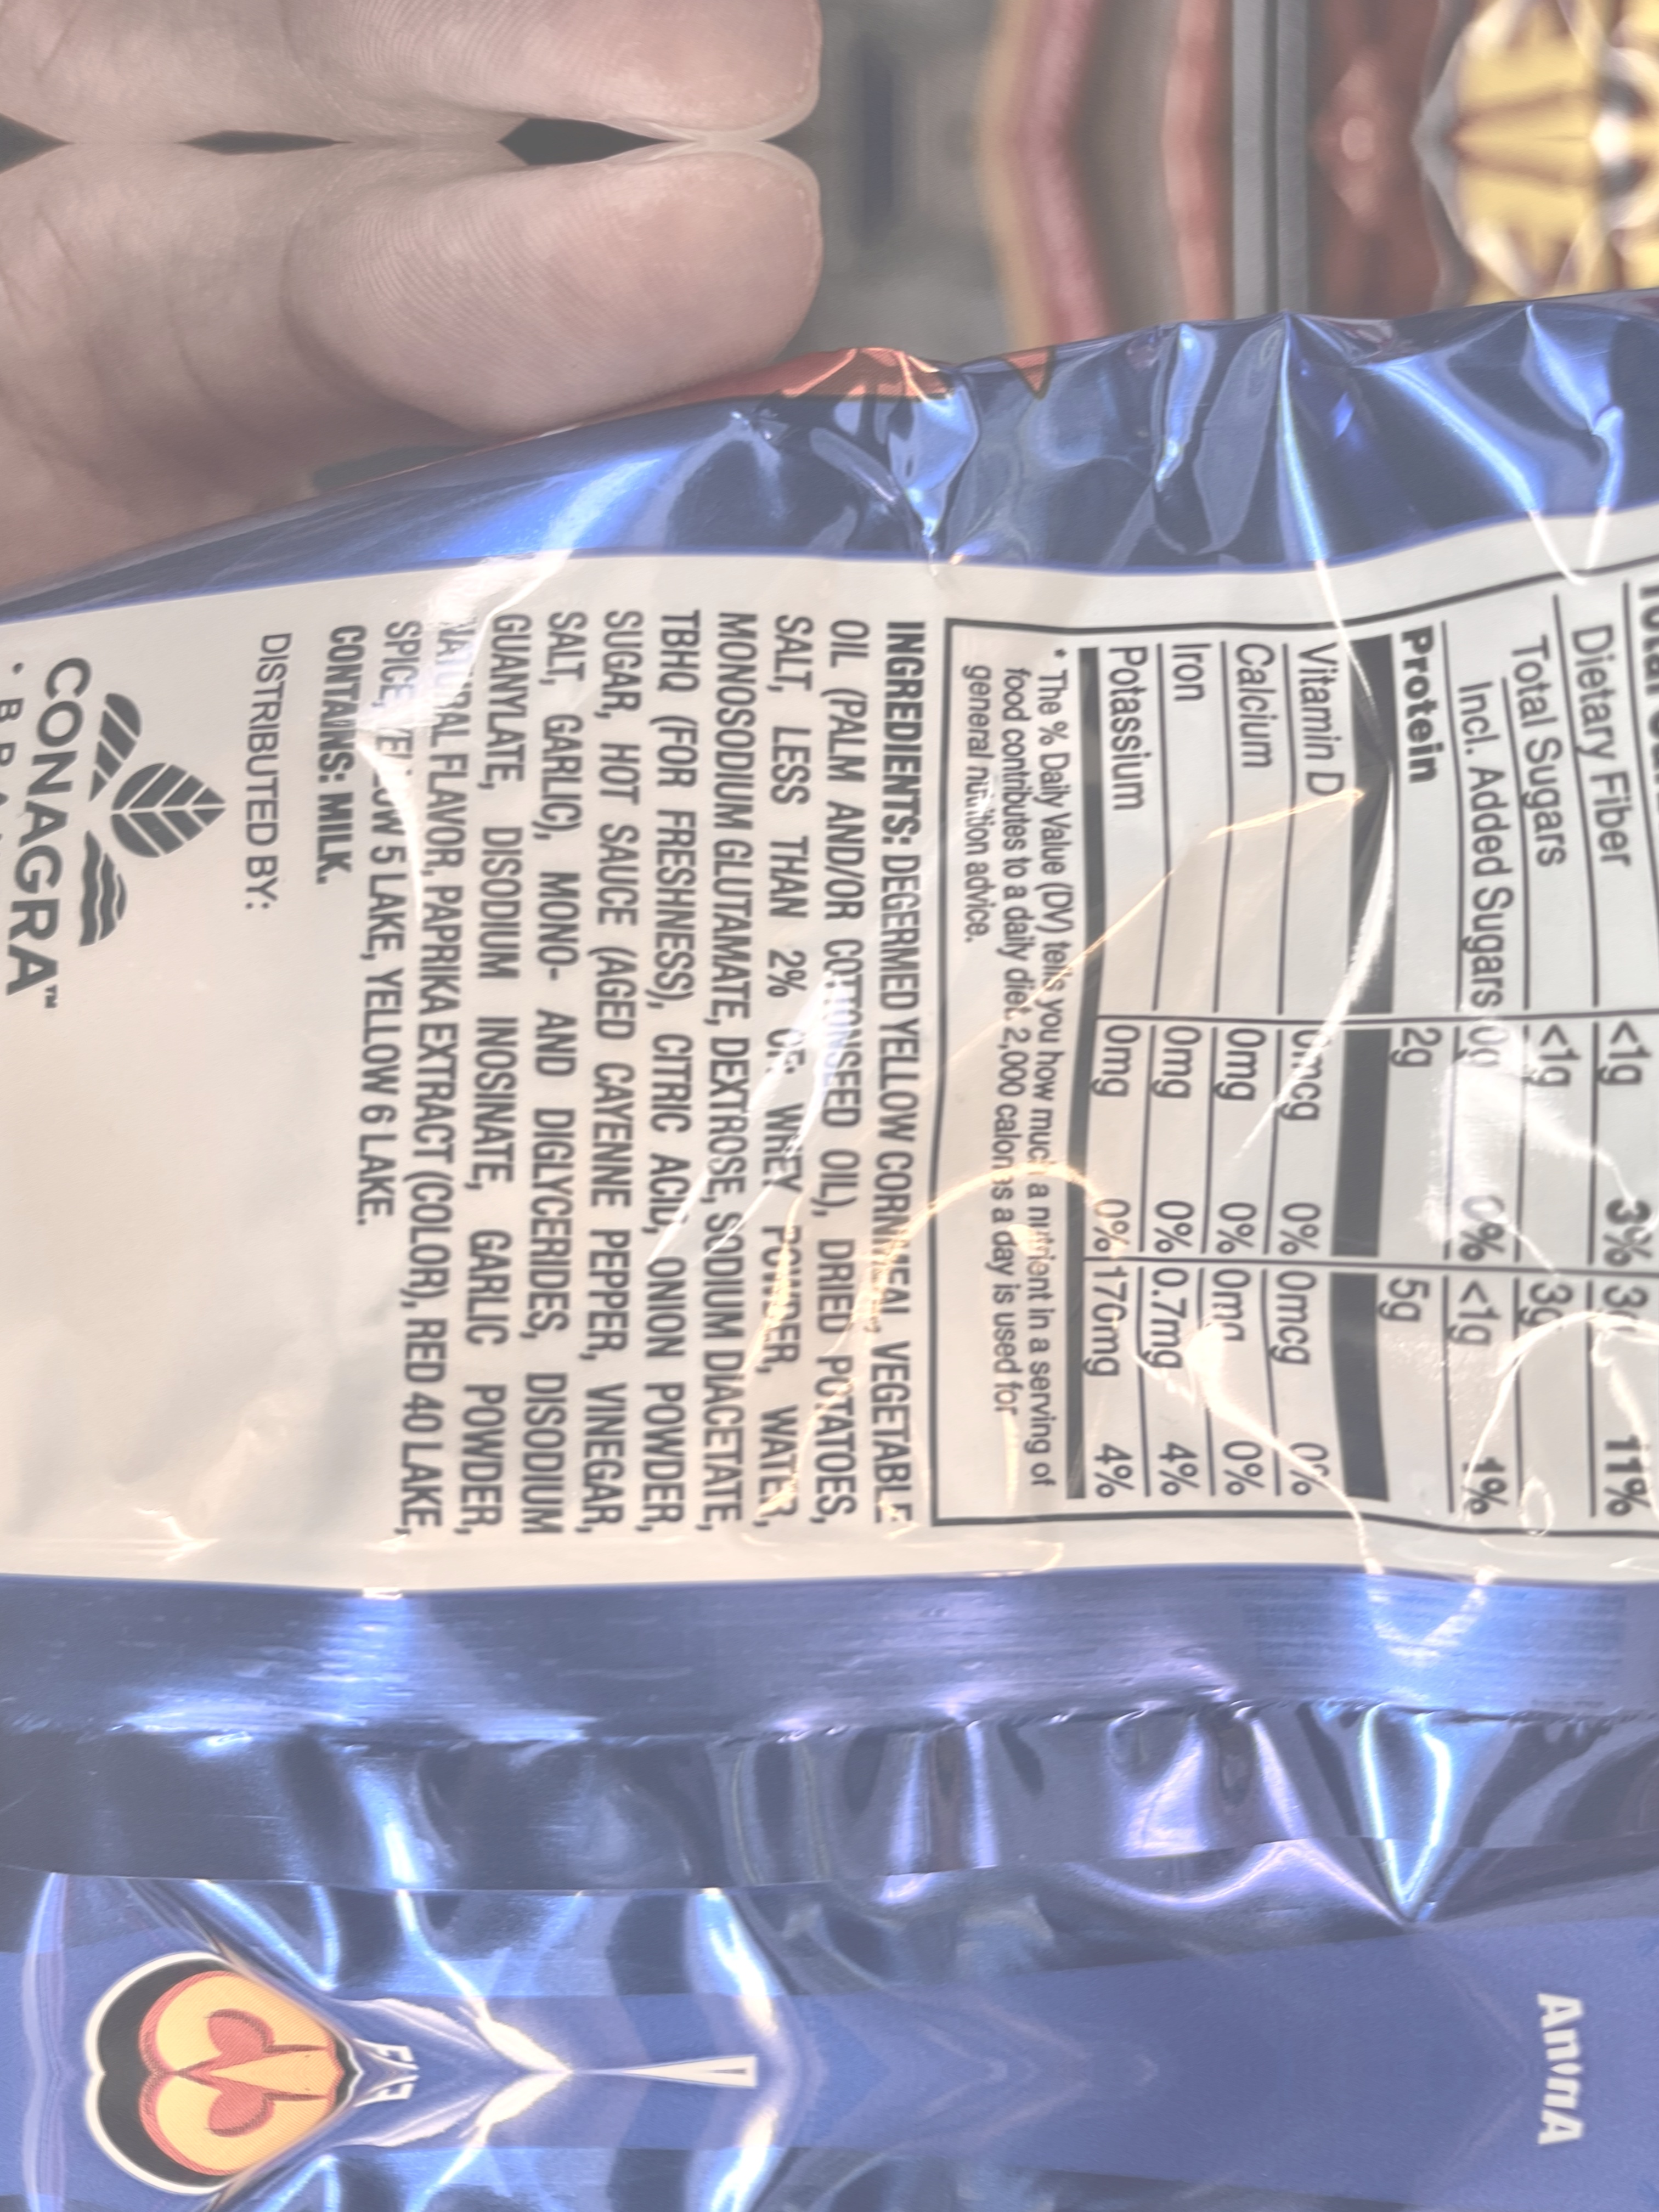 Dietary Fiber <1g 3% 11%
Total Sugars <1g
Incl. Added Sugars 0g 0% <1g 1%
Protein 2g 5g
Vitamin D 0mcg 0% 0mcg
Calcium 0mg 0% 0mg 0%
Iron 0mg 0% 0.7mg 4%
Potassium 0mg 0% 170mg 4%
* The % Daily Value (DV) tells you how much a nutrient in a serving of
food contributes to a daily diet. 2,000 calories a day is used for
general nutrition advice.
INGREDIENTS: DEGERMED YELLOW CORNMEAL, VEGETABLE
OIL (PALM AND/OR COTTONSEED OIL), DRIED POTATOES,
SALT, LESS THAN 2% OF: WHEY POWDER, WATER,
MONOSODIUM GLUTAMATE, DEXTROSE, SODIUM DIACETATE,
TBHQ (FOR FRESHNESS), CITRIC ACID, ONION POWDER,
SUGAR, HOT SAUCE (AGED CAYENNE PEPPER, VINEGAR,
SALT, GARLIC), MONO- AND DIGLYCERIDES, DISODIUM
GUANYLATE, DISODIUM INOSINATE, GARLIC POWDER,
NATURAL FLAVOR, PAPRIKA EXTRACT (COLOR), RED 40 LAKE,
SPICE, YELLOW 5 LAKE, YELLOW 6 LAKE.
CONTAINS: MILK.
DISTRIBUTED BY:
CONAGRA™